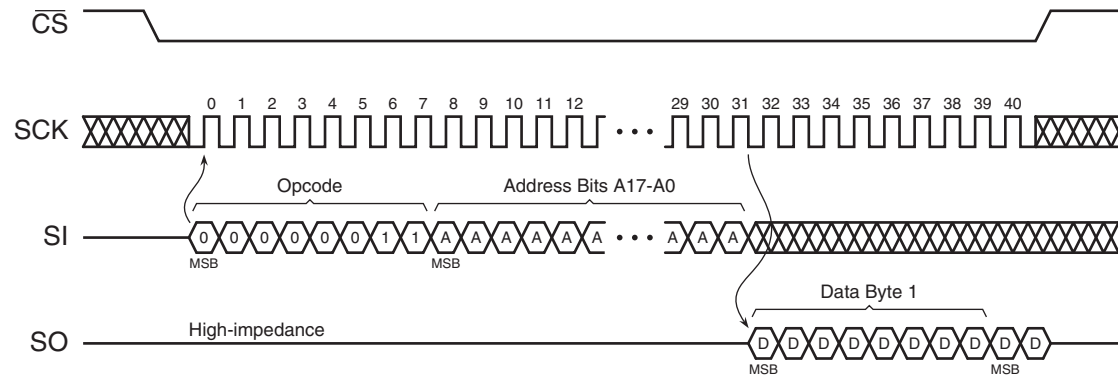 CS
0 1 2 3 4 5 6 7 8 9 10 11 12 29 30 31 32 33 34 35 36 37 38 39 40
SCK
Opcode Address Bits A17-A0
SI 0 0 0 0 0 0 1 1 A A A A A A A A A
MSB MSB
Data Byte 1
High-impedance
SO D D D D D D D D D D
MSB MSB